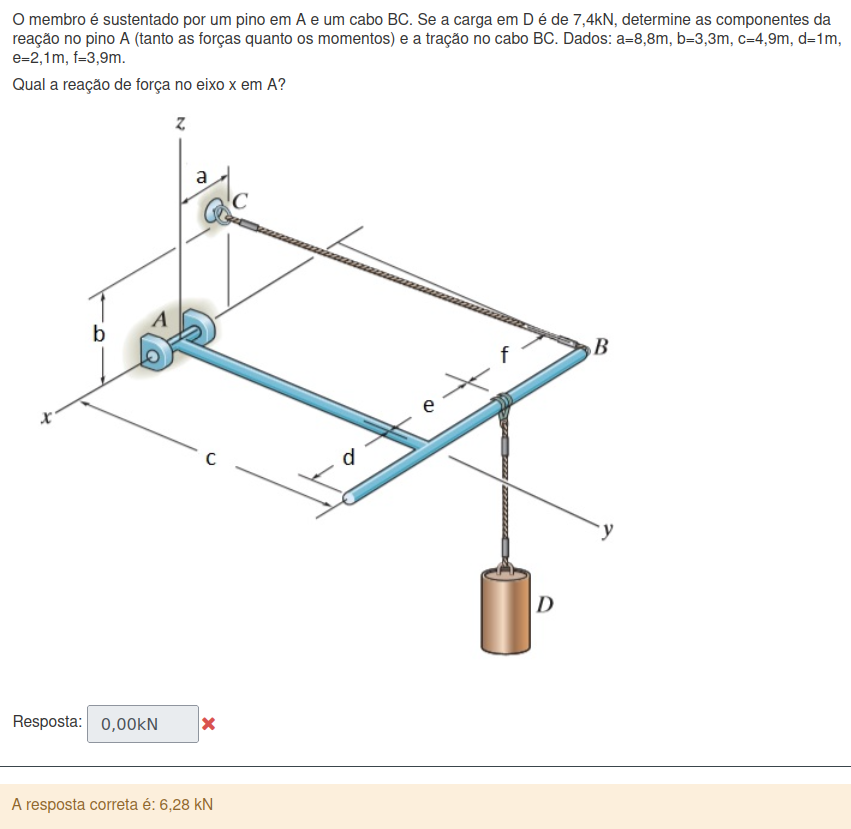 O membro é sustentado por um pino em A e um cabo BC. Se a carga em D é de 7,4kN, determine as componentes da
reação no pino A (tanto as forças quanto os momentos) e a tração no cabo BC. Dados: a=8,8m, b=3,3m, c=4,9m, d=1m,
e=2,1m, f=3,9m.
Qual a reação de força no eixo x em A?
z
a
C
A
b
B
f
e
x
c
d
y
D
Resposta: 0,00kN
A resposta correta é: 6,28 kN